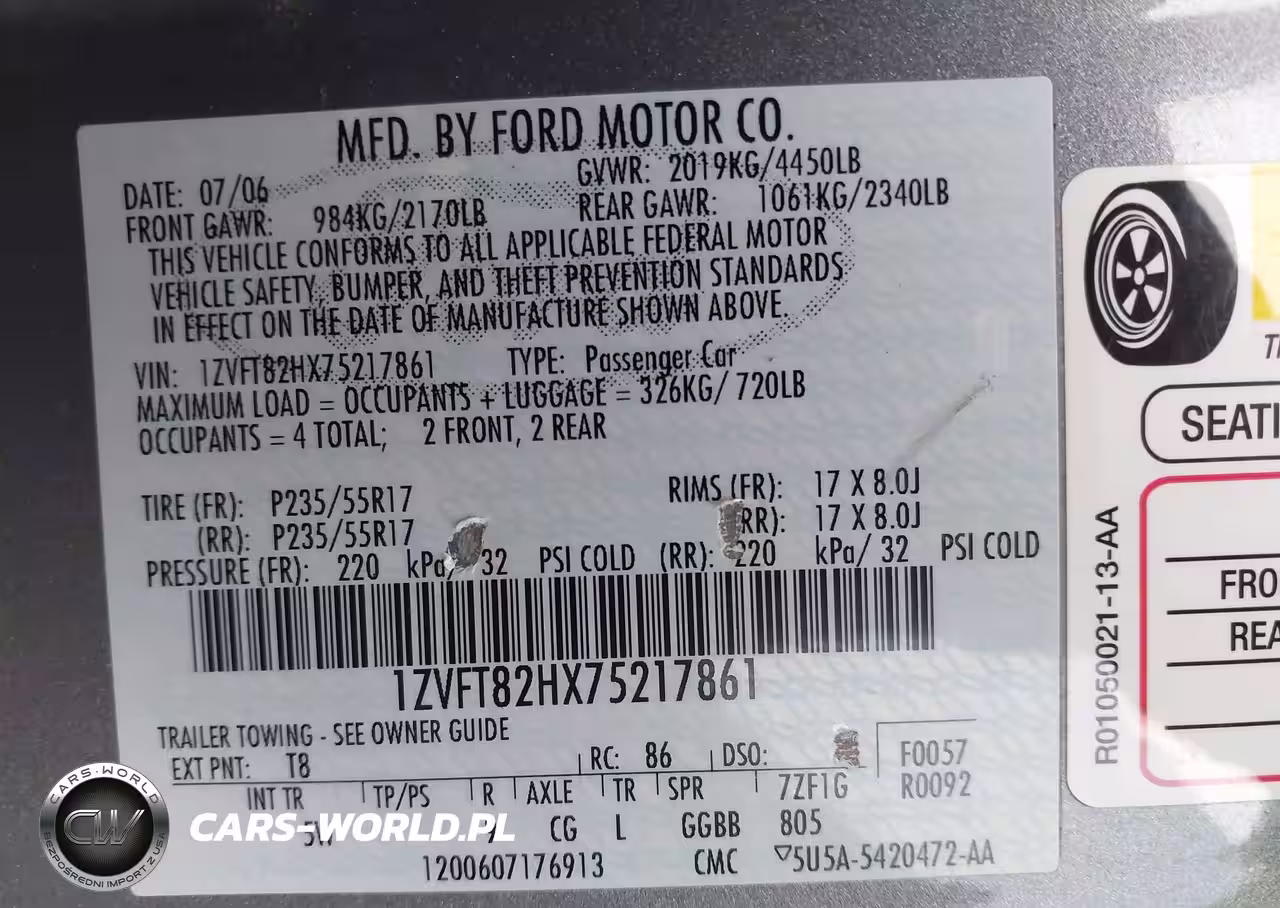 MFD. BY FORD MOTOR CO.
DATE: 07/06 GVWR: 2019KG/4450LB
FRONT GAWR: 984KG/2170LB REAR GAWR: 1061KG/2340LB
THIS VEHICLE CONFORMS TO ALL APPLICABLE FEDERAL MOTOR
VEHICLE SAFETY, BUMPER, AND THEFT PREVENTION STANDARDS
IN EFFECT ON THE DATE OF MANUFACTURE SHOWN ABOVE.
VIN: 1ZVFT82HX75217861 TYPE: Passenger Car
MAXIMUM LOAD = OCCUPANTS + LUGGAGE = 326KG/ 720LB
OCCUPANTS = 4 TOTAL; 2 FRONT, 2 REAR
TIRE (FR): P235/55R17 RIMS (FR): 17 X 8.0J
(RR): P235/55R17 RR): 17 X 8.0J
PRESSURE (FR): 220 kPa/ 32 PSI COLD (RR): 220 kPa/ 32 PSI COLD
1ZVFT82HX75217861
TRAILER TOWING - SEE OWNER GUIDE
EXT PNT: T8 RC: 86 DSO: F0057
INT TR TP/PS R AXLE TR SPR 7ZF1G R0092
5W CG L GGBB 805
1200607176913 CMC 5U5A-5420472-AA
R01050021-13-AA
SEATI
FRO
REA
CARS-WORLD
CW
BEZPOŚREDNI IMPORT Z USA
CARS-WORLD.PL